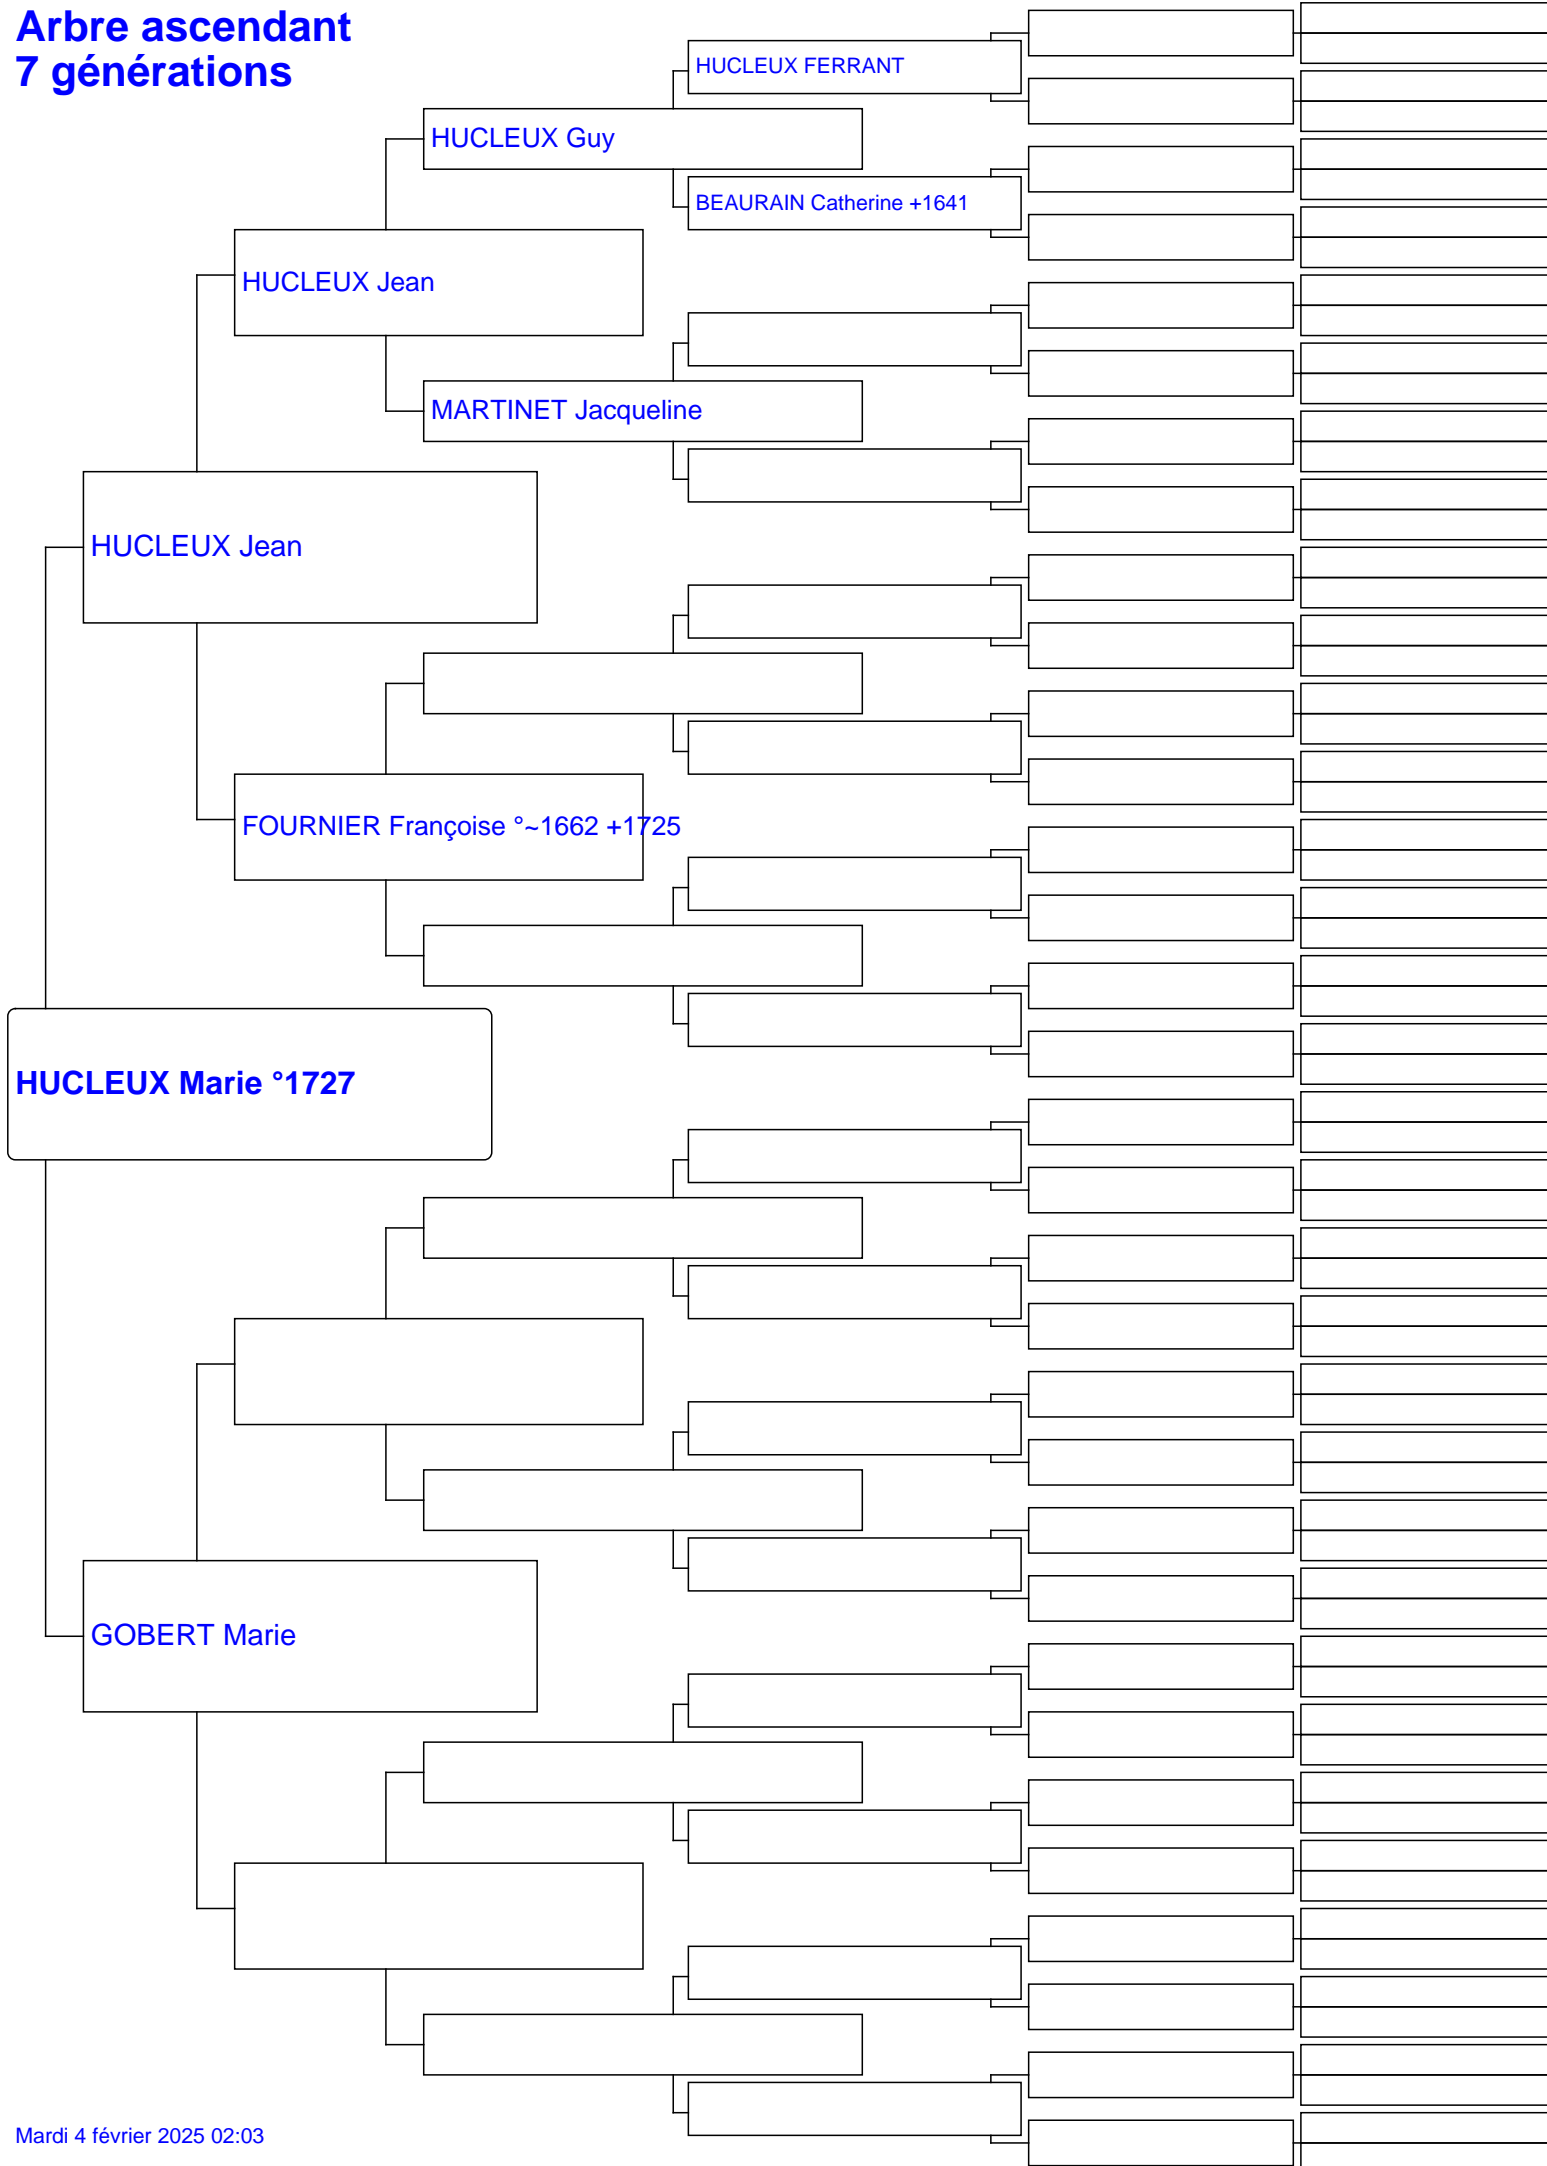 Arbre ascendant
7 générations
HUCLEUX FERRANT
HUCLEUX Guy
BEAURAIN Catherine +1641
HUCLEUX Jean
MARTINET Jacqueline
HUCLEUX Jean
FOURNIER Françoise °~1662 +1725
HUCLEUX Marie °1727
GOBERT Marie
Mardi 4 février 2025 02:03